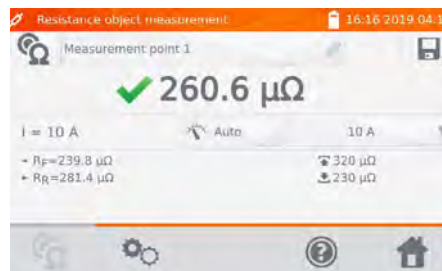 Resistance object measurement 16:16 2019.04.1
Measurement point 1
260.6 µΩ
I = 10 A Auto 10 A
RF=239.8 µΩ 320 µΩ
RR=281.4 µΩ 230 µΩ